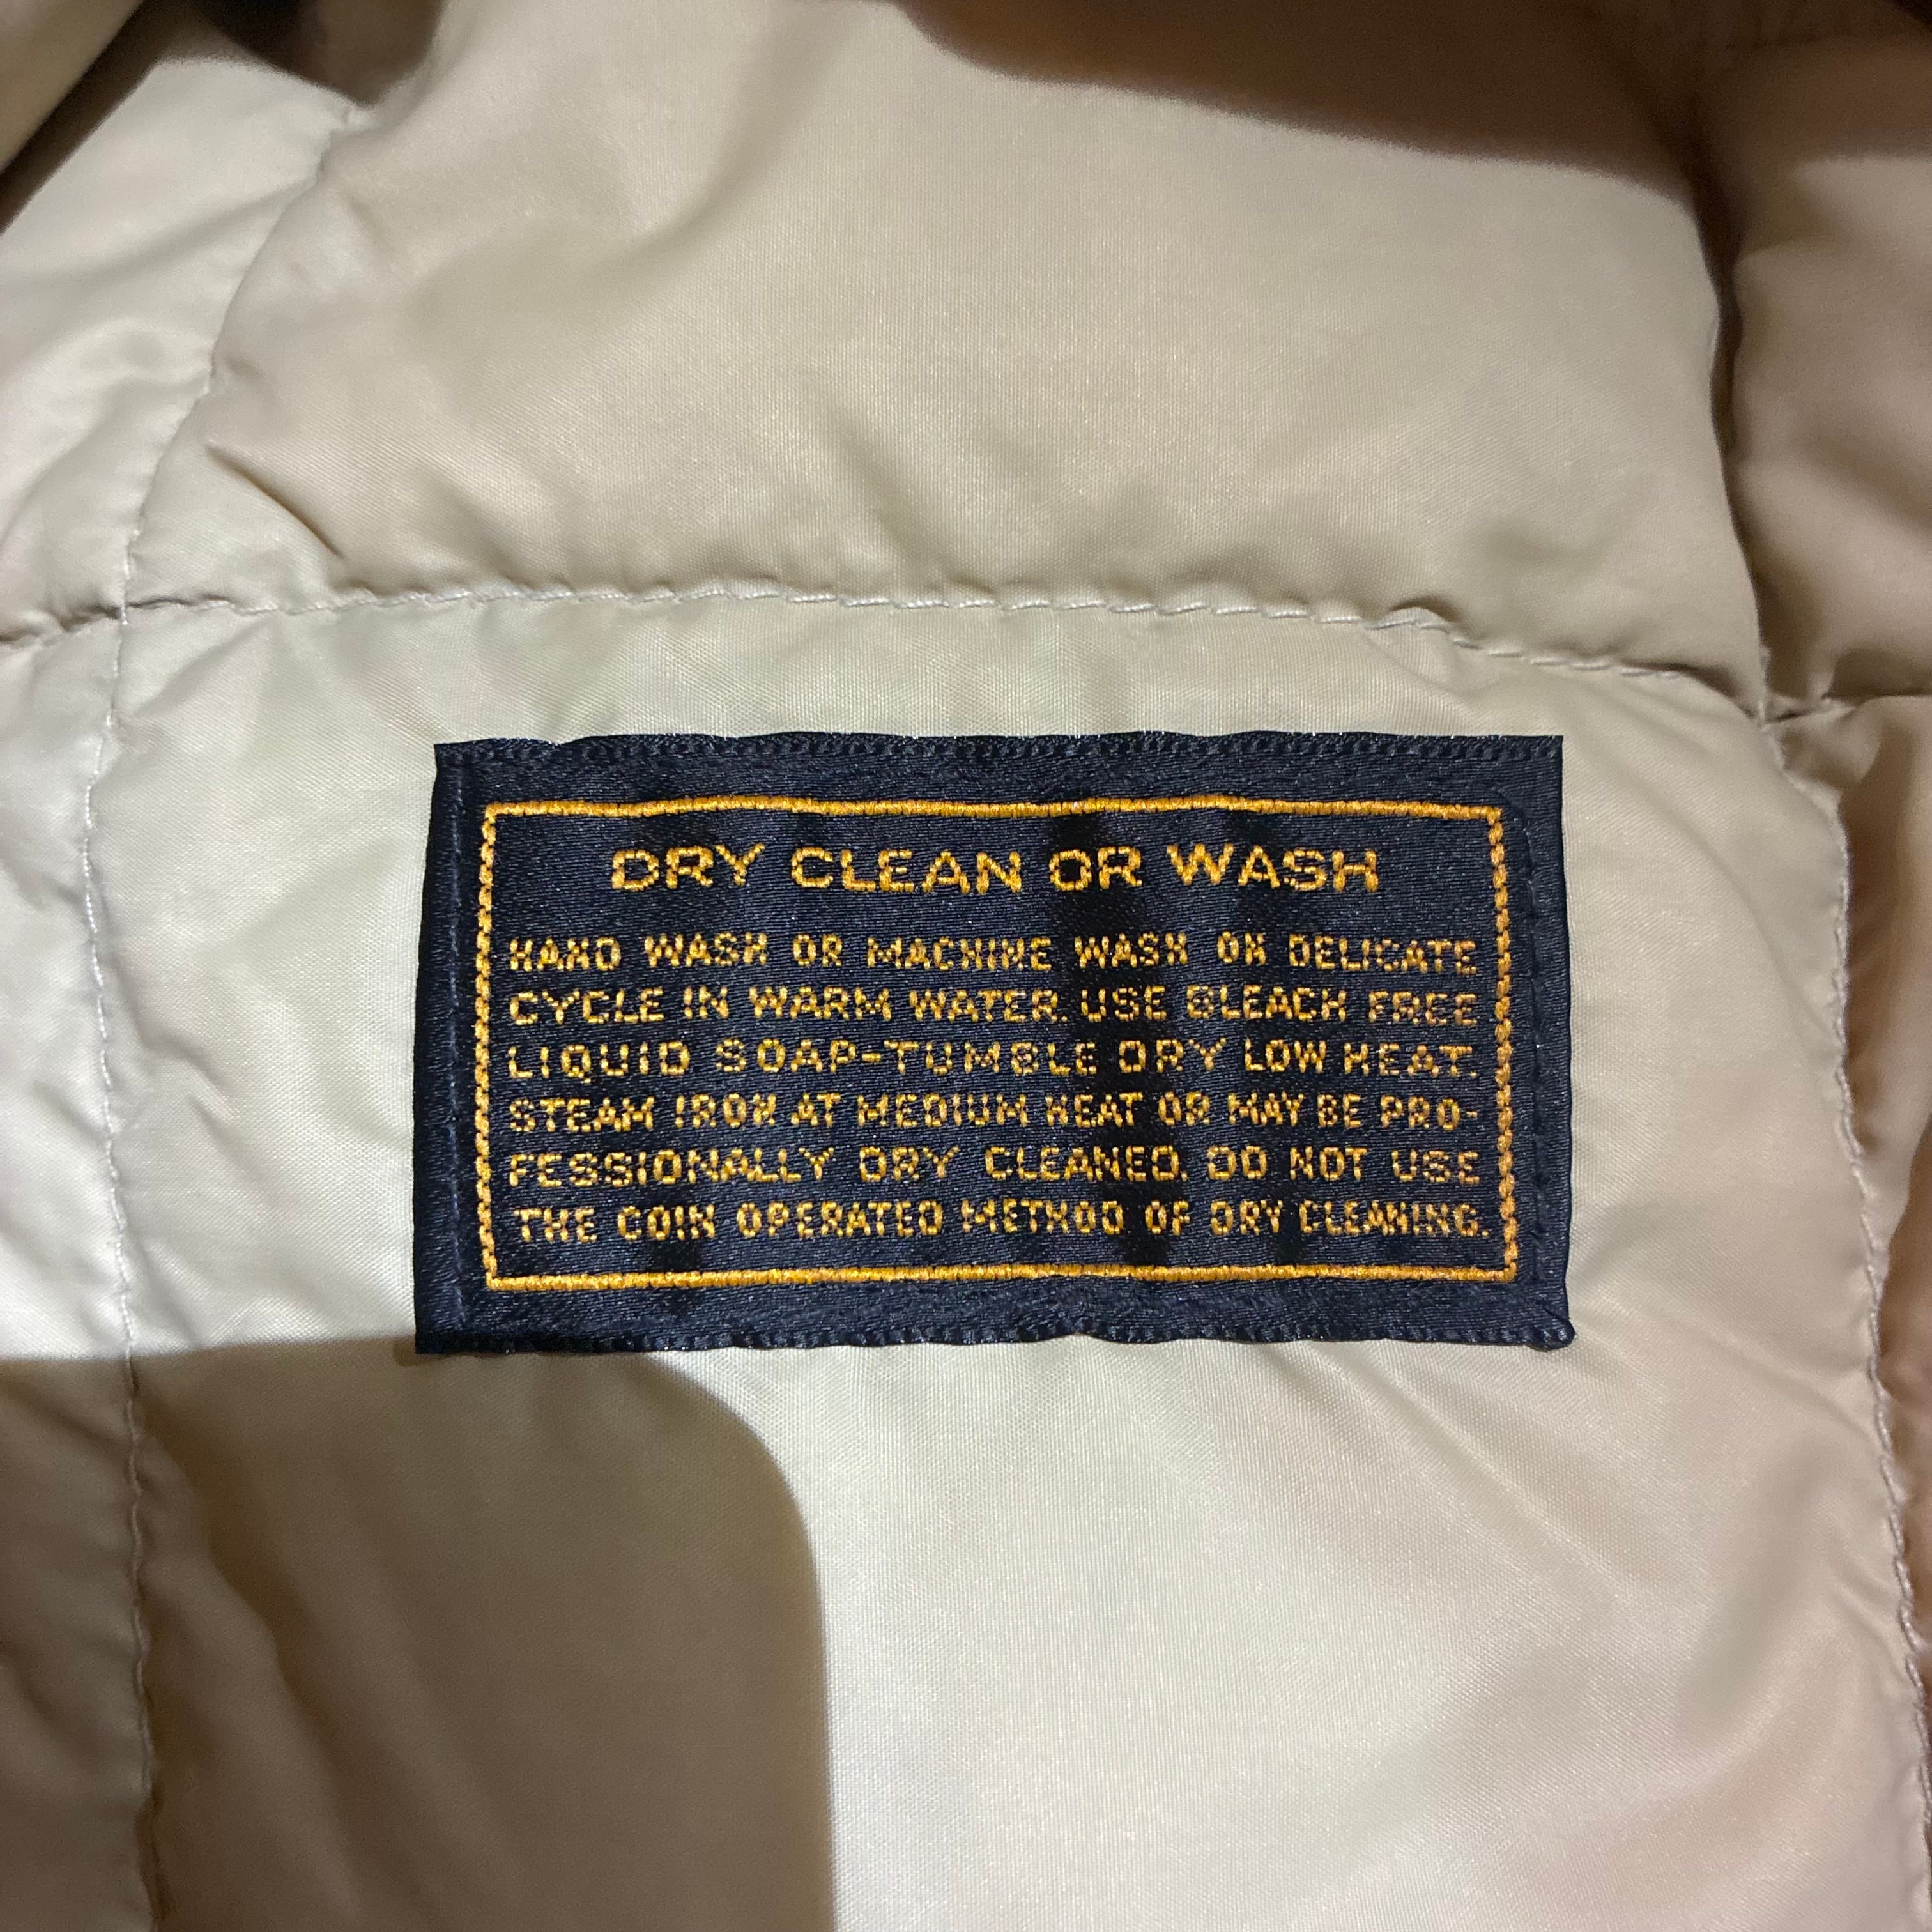 DRY CLEAN OR WASH
HAND WASH OR MACHINE WASH ON DELICATE
CYCLE IN WARM WATER. USE BLEACH FREE
LIQUID SOAP-TUMBLE DRY LOW HEAT.
STEAM IRON AT MEDIUM HEAT OR MAY BE PRO-
FESSIONALLY DRY CLEANED. DO NOT USE
THE COIN OPERATED METHOD OF DRY CLEANING.